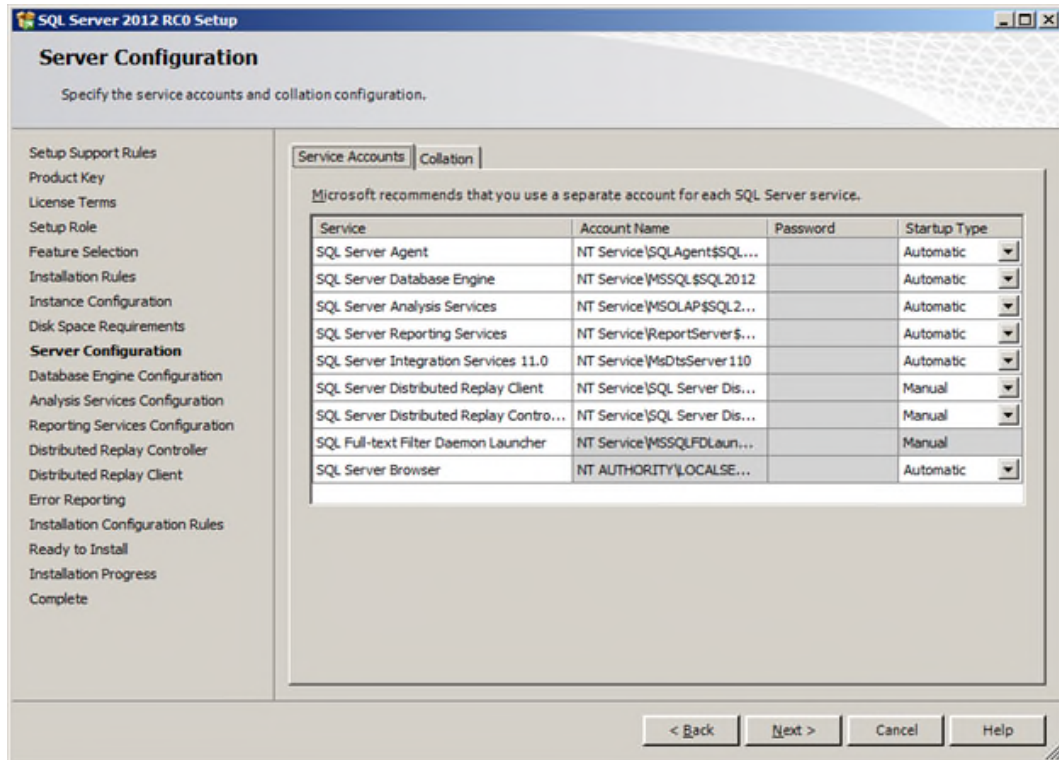 SQL Server 2012 RC0 Setup
Server Configuration
Specify the service accounts and collation configuration.
Setup Support Rules
Product Key
License Terms
Setup Role
Feature Selection
Installation Rules
Instance Configuration
Disk Space Requirements
Server Configuration
Database Engine Configuration
Analysis Services Configuration
Reporting Services Configuration
Distributed Replay Controller
Distributed Replay Client
Error Reporting
Installation Configuration Rules
Ready to Install
Installation Progress
Complete
Service Accounts Collation
Microsoft recommends that you use a separate account for each SQL Server service.
Service Account Name Password Startup Type
SQL Server Agent NT Service\SQLAgent$SQL... Automatic
SQL Server Database Engine NT Service\MSSQL$SQL2012 Automatic
SQL Server Analysis Services NT Service\MSOLAP$SQL2... Automatic
SQL Server Reporting Services NT Service\ReportServer$... Automatic
SQL Server Integration Services 11.0 NT Service\MsDtsServer110 Automatic
SQL Server Distributed Replay Client NT Service\SQL Server Dis... Manual
SQL Server Distributed Replay Contro... NT Service\SQL Server Dis... Manual
SQL Full-text Filter Daemon Launcher NT Service\MSSQLFDLaun... Manual
SQL Server Browser NT AUTHORITY\LOCALSE... Automatic
< Back Next > Cancel Help